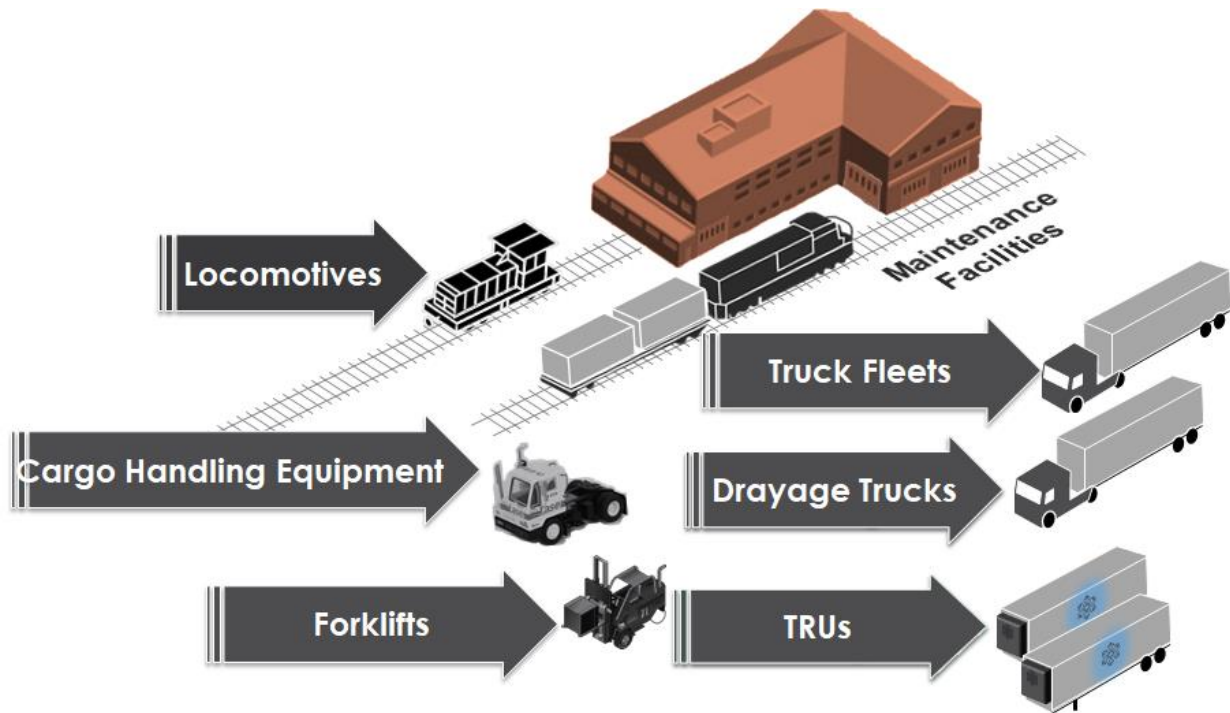 Maintenance
Facilities
Locomotives
Truck Fleets
Cargo Handling Equipment
Drayage Trucks
Forklifts
TRUs